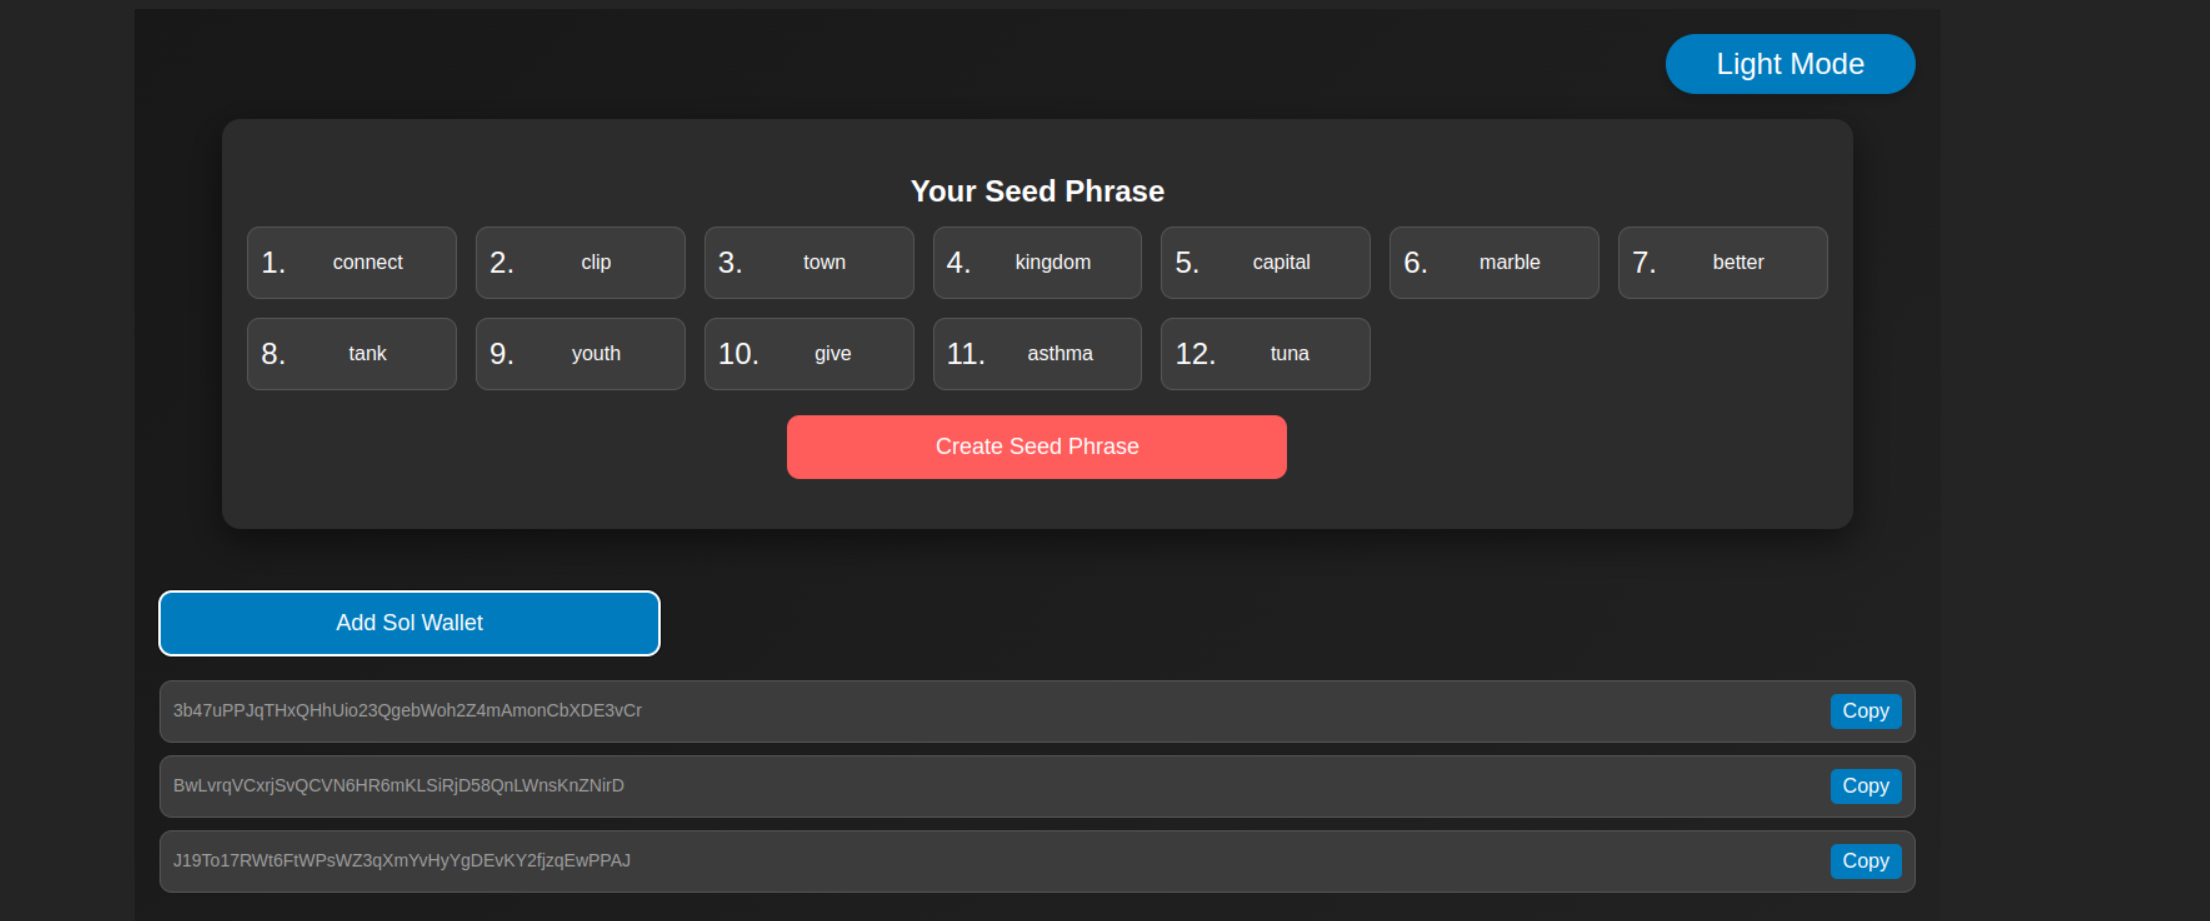 Light Mode
Your Seed Phrase
1. connect 2. clip 3. town 4. kingdom 5. capital 6. marble 7. better
8. tank 9. youth 10. give 11. asthma 12. tuna
Create Seed Phrase
Add Sol Wallet
3b47uPPJqTHxQHhUio23QgebWoh2Z4mAmonCbXDE3vCr Copy
BwLvrqVCxrjSvQCVN6HR6mKLSiRjD58QnLWnsKnZNirD Copy
J19To17RWt6FtWPsWZ3qXmYvHyYgDEvKY2fjzqEwPPAJ Copy